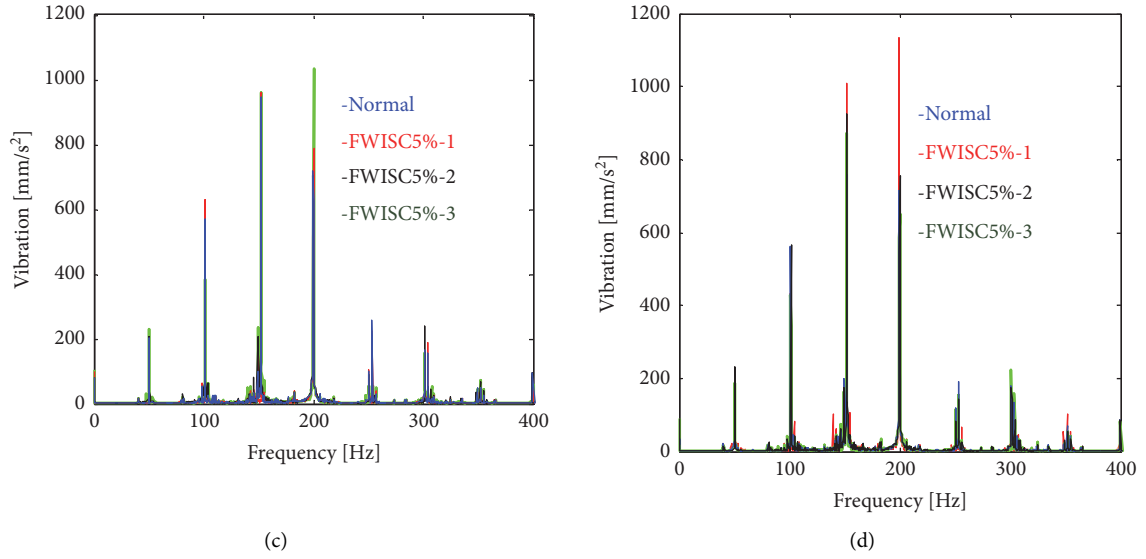 1200
1000
800
600
400
200
0
Vibration [mm/s2]
-Normal
-FWISC5%-1
-FWISC5%-2
-FWISC5%-3
0 100 200 300 400
Frequency [Hz]
(c)
1200
1000
800
600
400
200
0
Vibration [mm/s2]
-Normal
-FWISC5%-1
-FWISC5%-2
-FWISC5%-3
0 100 200 300 400
Frequency [Hz]
(d)